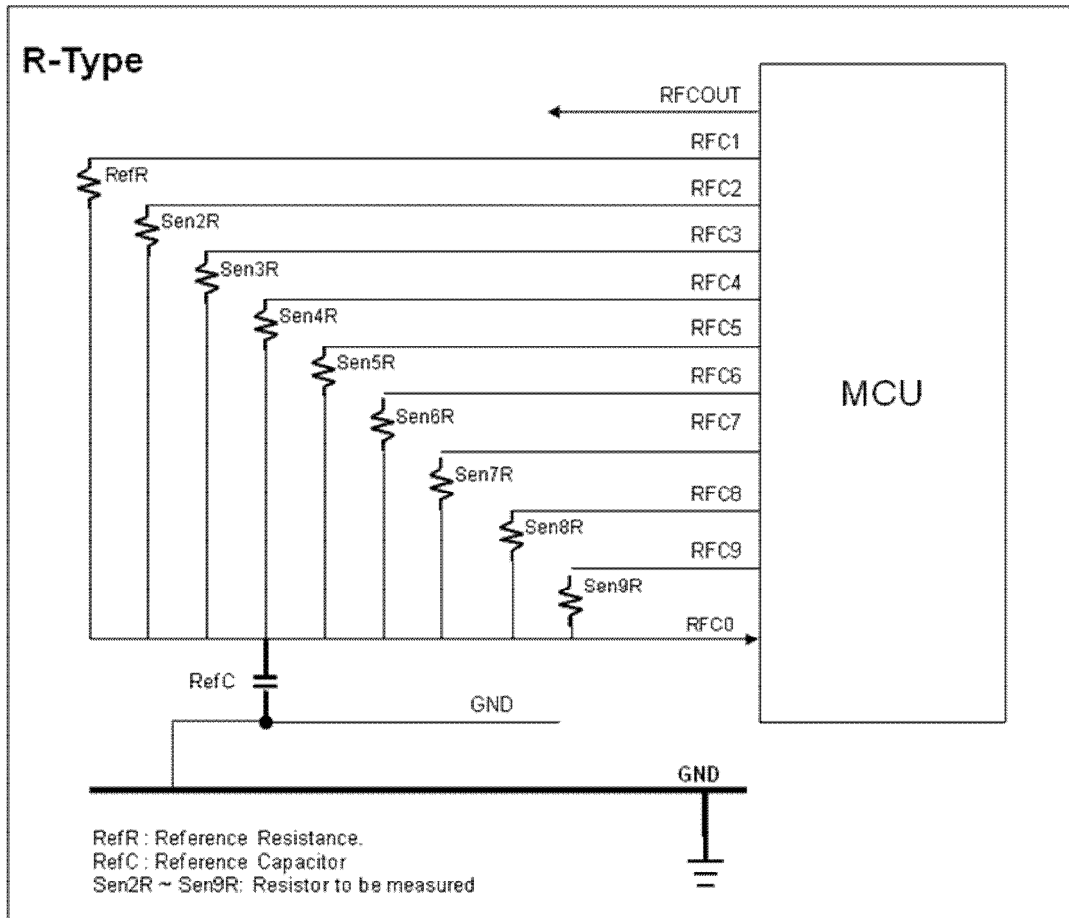 R-Type
RFCOUT
RFC1
RefR
RFC2
Sen2R
RFC3
Sen3R
RFC4
Sen4R
RFC5
Sen5R
RFC6
MCU
Sen6R
RFC7
Sen7R
RFC8
Sen8R
RFC9
Sen9R
RFC0
RefC
GND
GND
RefR : Reference Resistance.
RefC : Reference Capacitor
Sen2R ~ Sen9R: Resistor to be measured